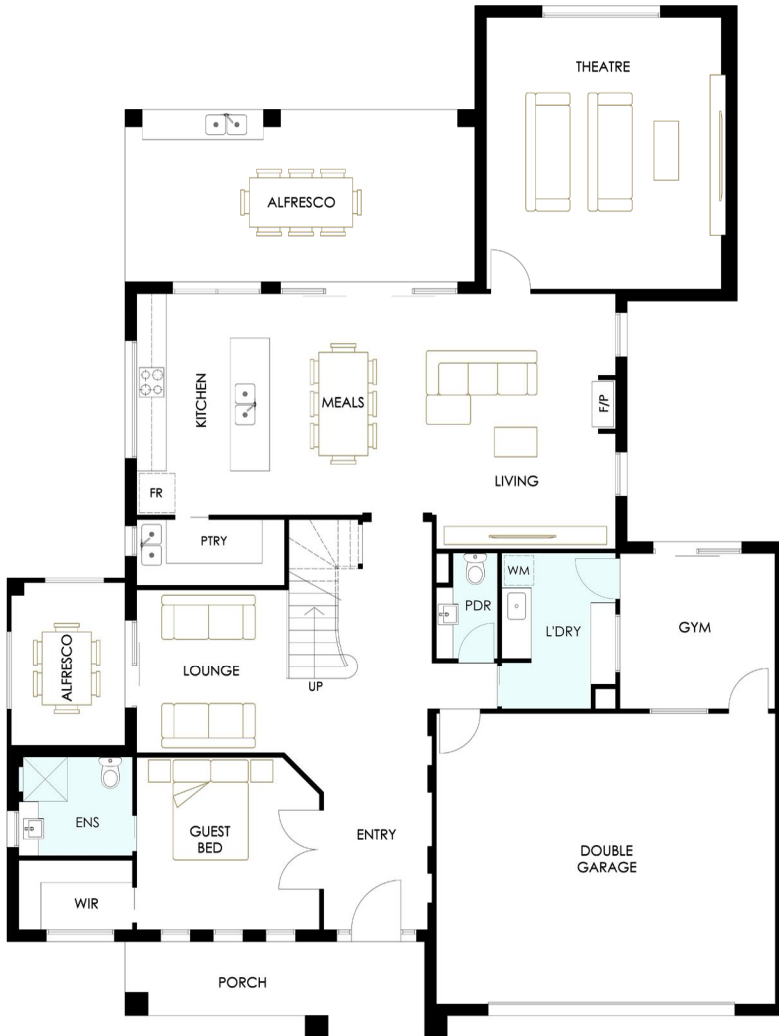 THEATRE
ALFRESCO
KITCHEN
MEALS
F/P
LIVING
FR
PTRY
WM
PDR
L'DRY
GYM
ALFRESCO
LOUNGE
UP
ENS
GUEST
BED
ENTRY
DOUBLE
GARAGE
WIR
PORCH